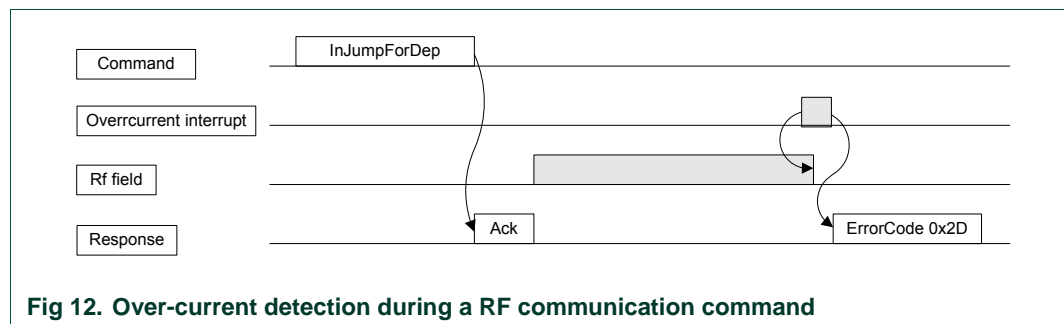 Command
InJumpForDep
Overrcurrent interrupt
Rf field
Response
Ack
ErrorCode 0x2D
Fig 12. Over-current detection during a RF communication command